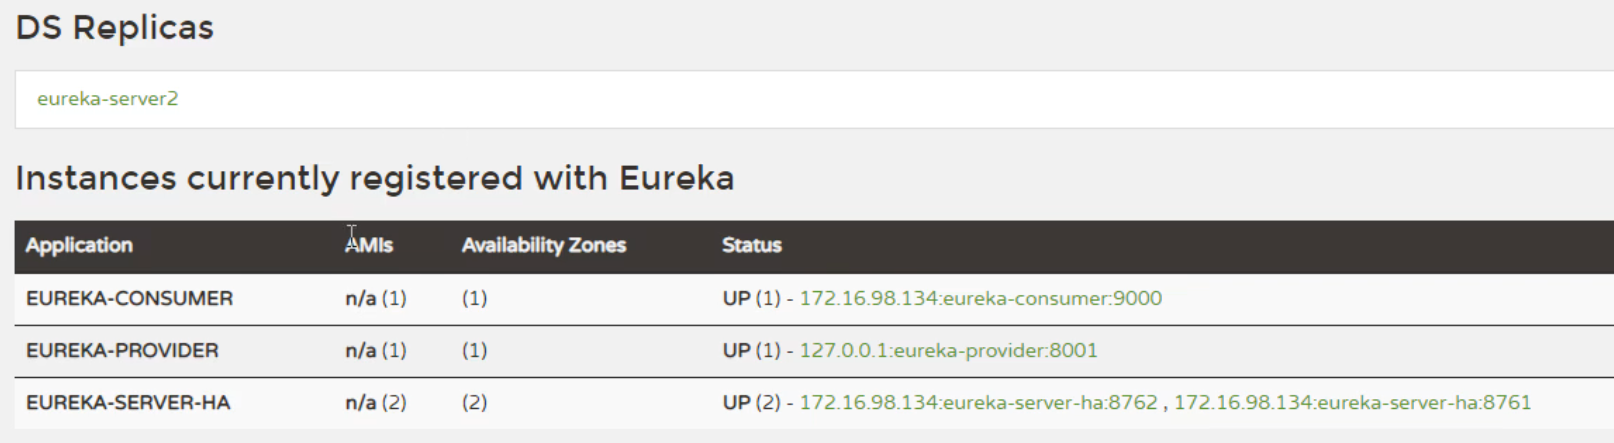 DS Replicas
eureka-server2
Instances currently registered with Eureka
Application AMIs Availability Zones Status
EUREKA-CONSUMER n/a (1) (1) UP (1) - 172.16.98.134:eureka-consumer:9000
EUREKA-PROVIDER n/a (1) (1) UP (1) - 127.0.0.1:eureka-provider:8001
EUREKA-SERVER-HA n/a (2) (2) UP (2) - 172.16.98.134:eureka-server-ha:8762 , 172.16.98.134:eureka-server-ha:8761